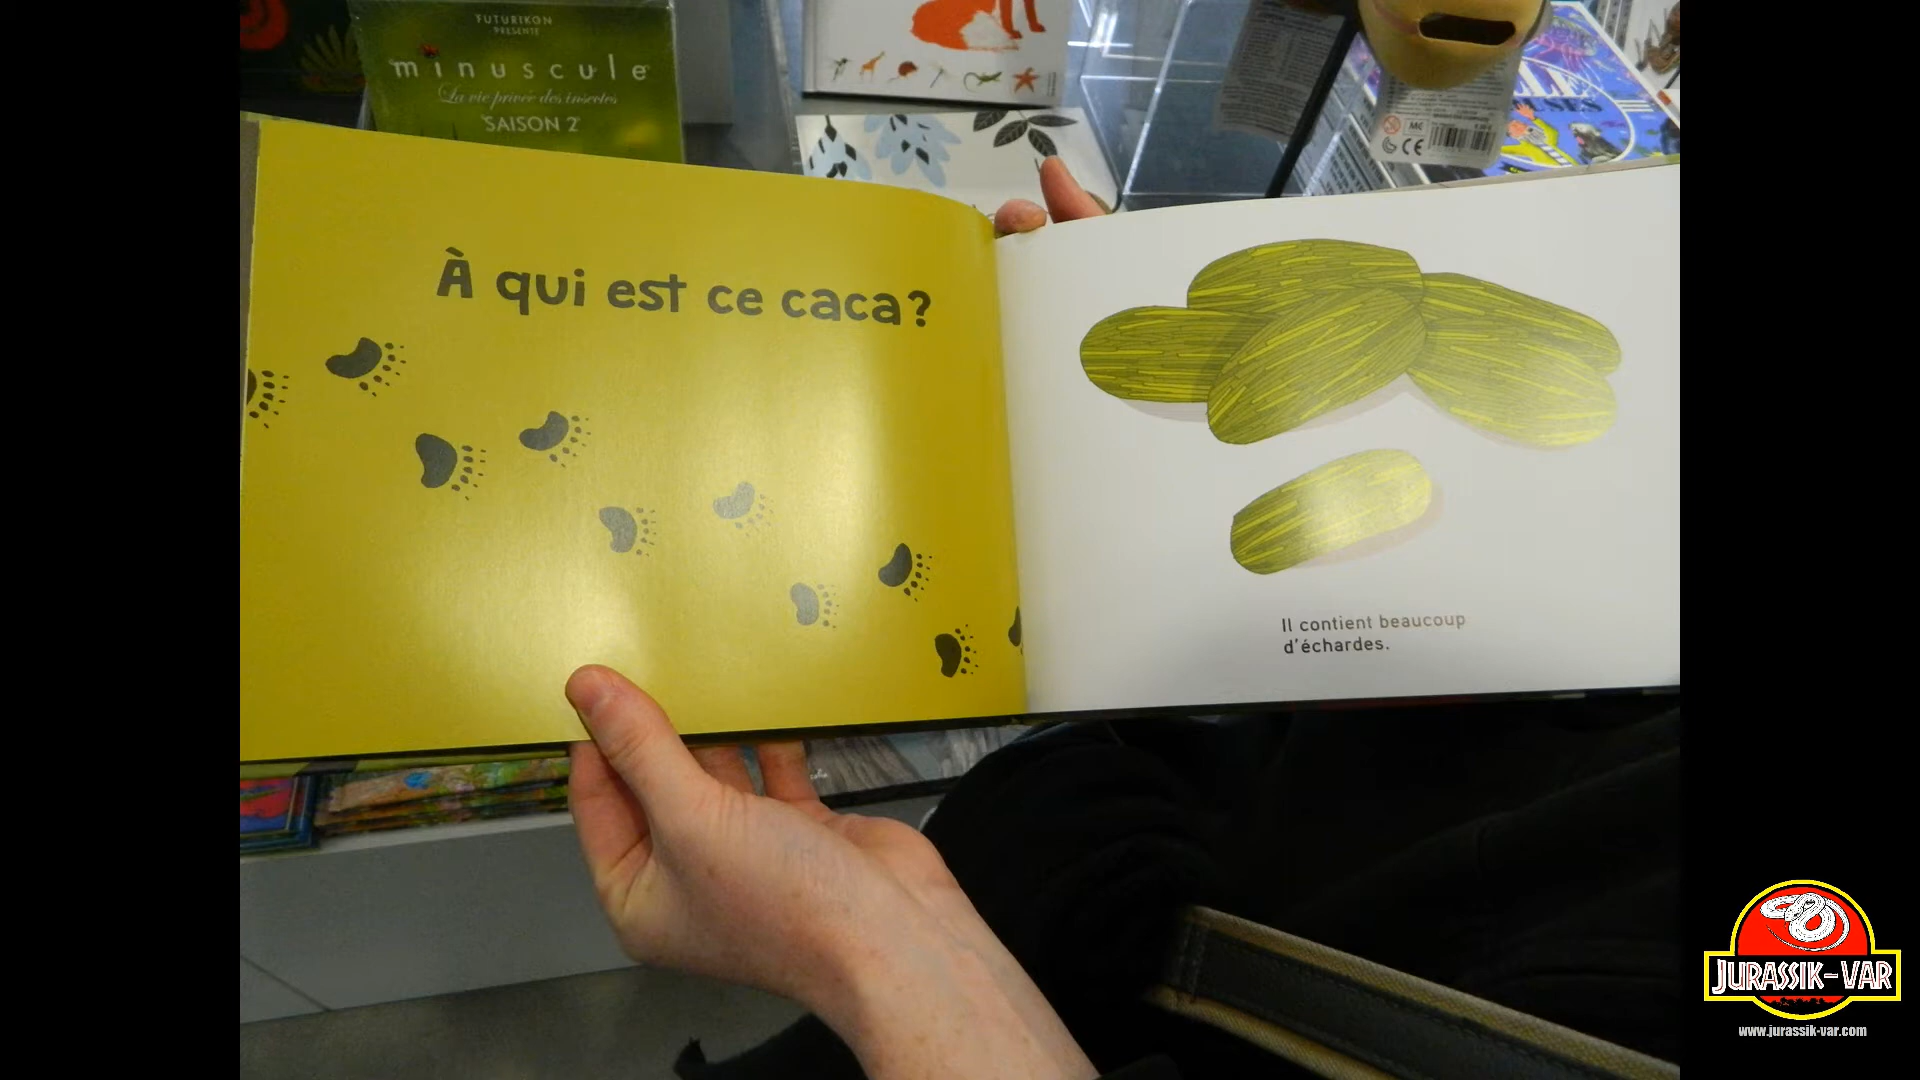 FUTURIKON
PRÉSENTE
minuscule
La vie privée des insectes
SAISON 2
À qui est ce caca?
Il contient beaucoup
d'échardes.
CE
JURASSIK-VAR
www.jurassik-var.com